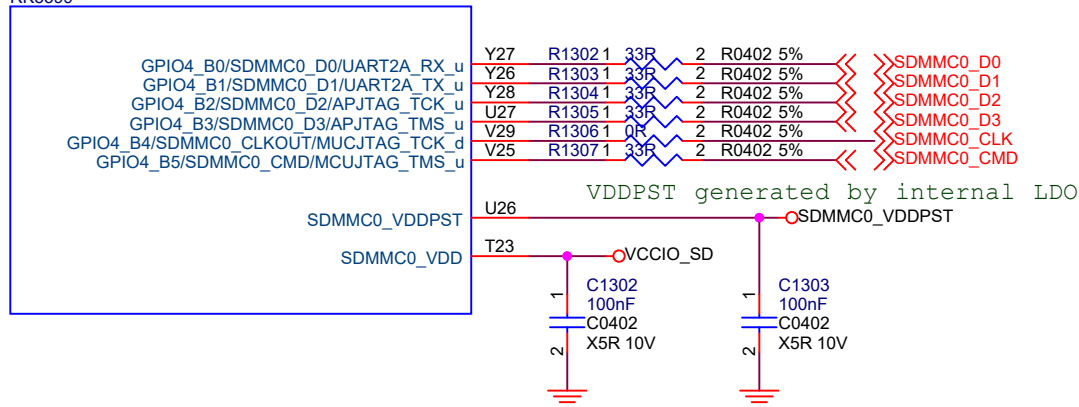 GPIO4_B0/SDMMC0_D0/UART2A_RX_u Y27 R1302 1 33R 2 R0402 5% SDMMC0_D0
GPIO4_B1/SDMMC0_D1/UART2A_TX_u Y26 R1303 1 33R 2 R0402 5% SDMMC0_D1
GPIO4_B2/SDMMC0_D2/APJTAG_TCK_u Y28 R1304 1 33R 2 R0402 5% SDMMC0_D2
GPIO4_B3/SDMMC0_D3/APJTAG_TMS_u U27 R1305 1 33R 2 R0402 5% SDMMC0_D3
GPIO4_B4/SDMMC0_CLKOUT/MUCJTAG_TCK_d V29 R1306 1 0R 2 R0402 5% SDMMC0_CLK
GPIO4_B5/SDMMC0_CMD/MCUJTAG_TMS_u V25 R1307 1 33R 2 R0402 5% SDMMC0_CMD
VDDPST generated by internal LDO
SDMMC0_VDDPST U26 SDMMC0_VDDPST
SDMMC0_VDD T23 VCCIO_SD
1 C1302 1 C1303
100nF 100nF
C0402 C0402
2 X5R 10V 2 X5R 10V